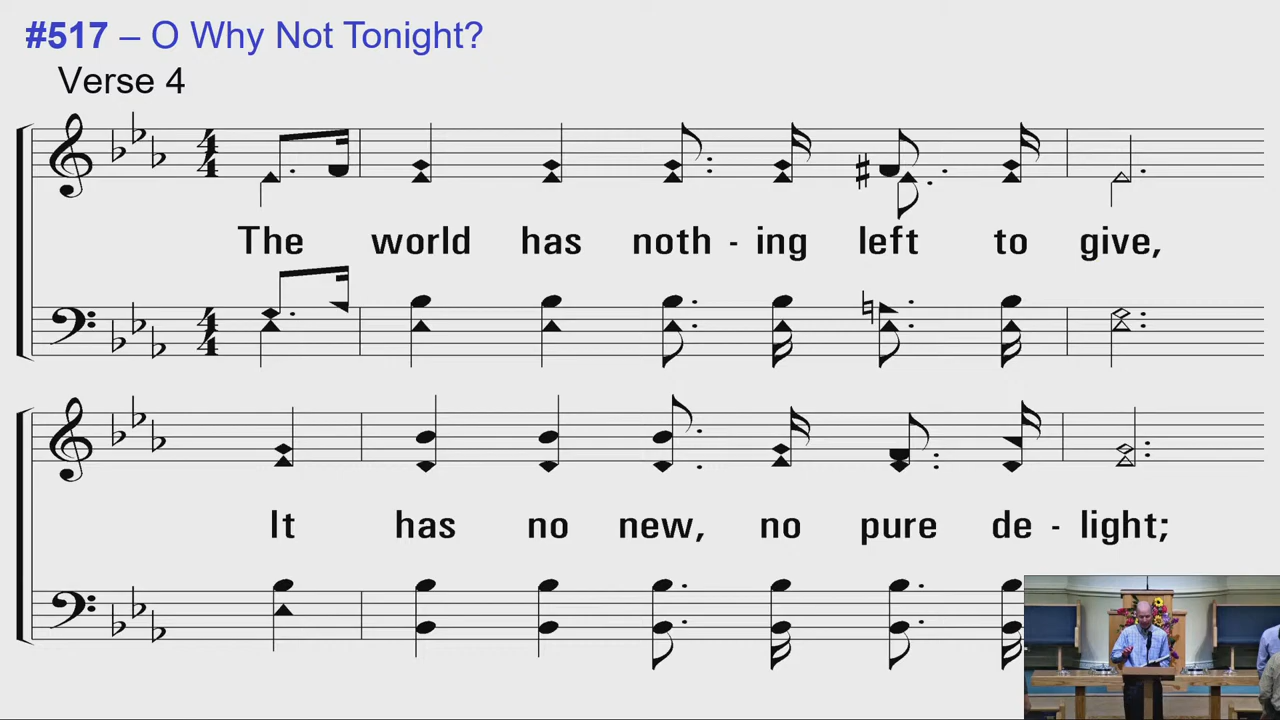 #517 – O Why Not Tonight?
Verse 4
The world has noth - ing left to give,
It has no new, no pure de - light;